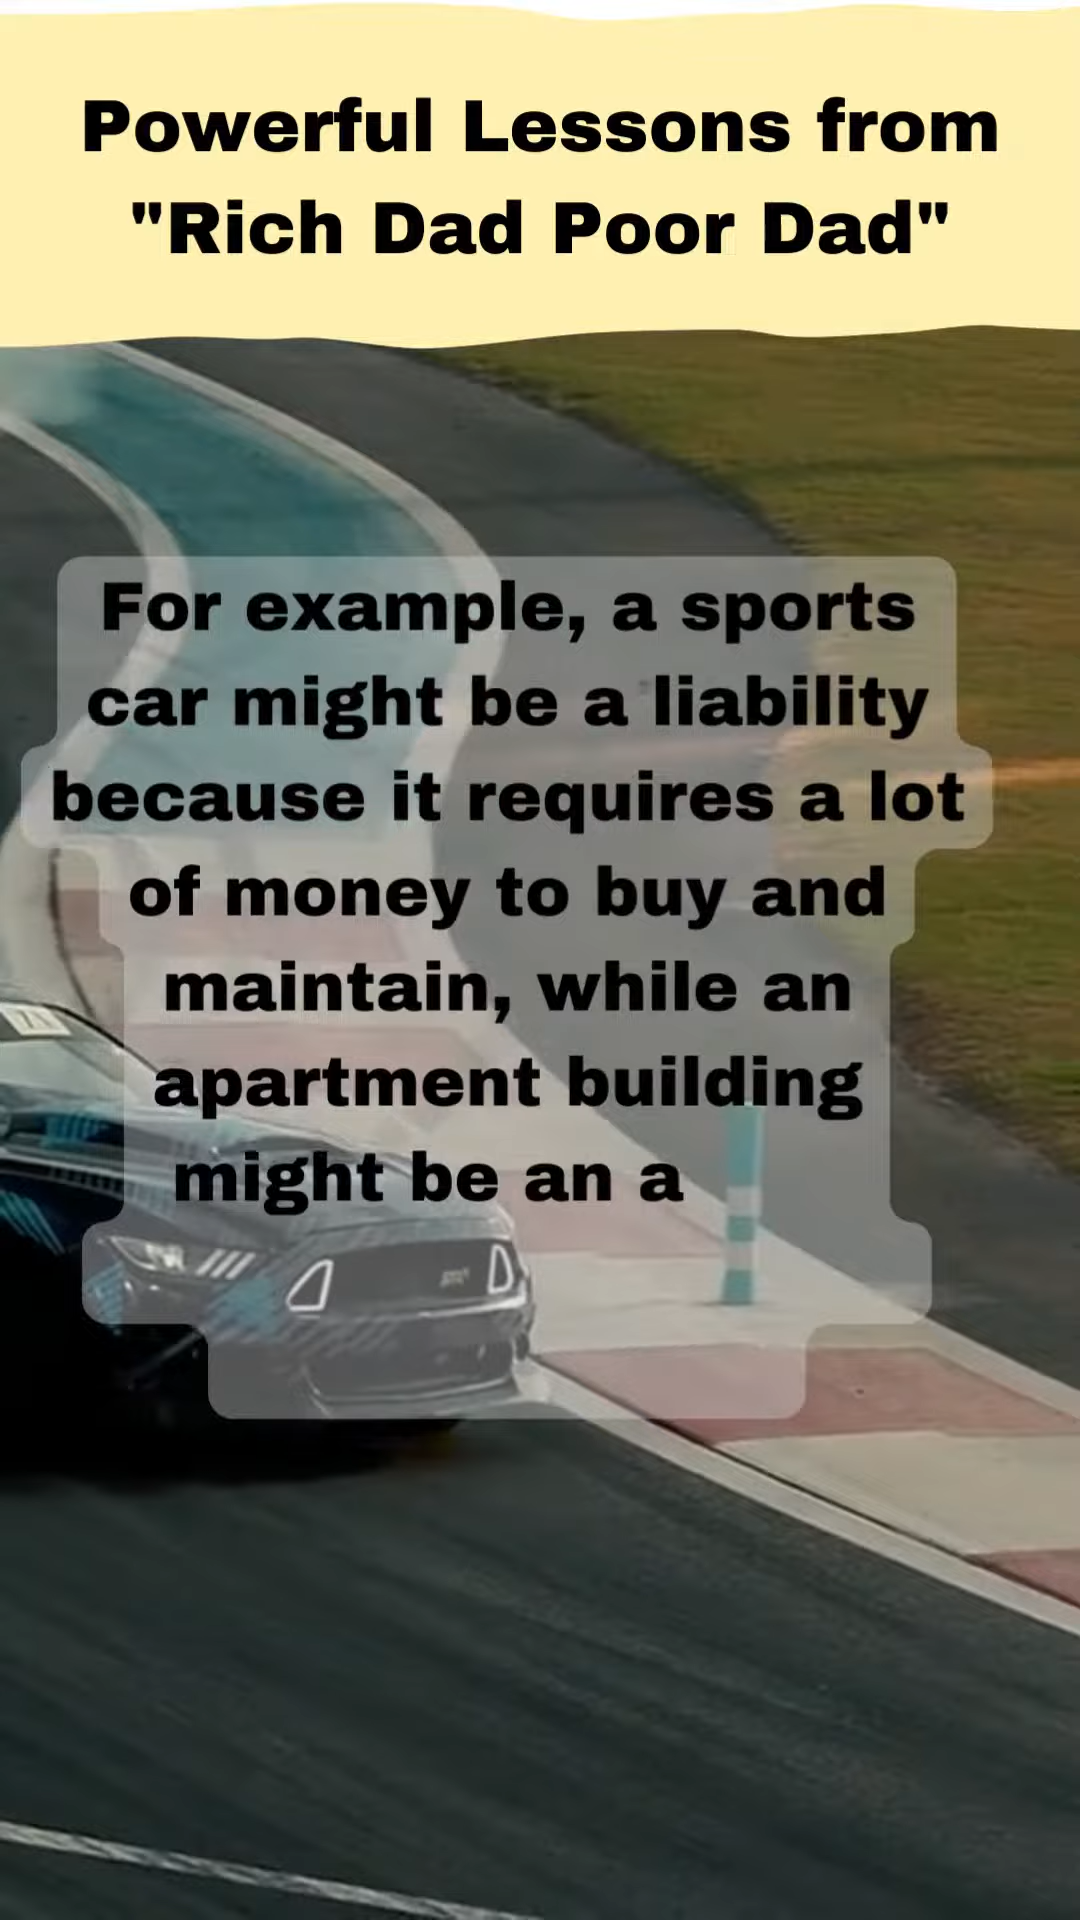 Powerful Lessons from
"Rich Dad Poor Dad"
For example, a sports
car might be a liability
because it requires a lot
of money to buy and
maintain, while an
apartment building
might be an a